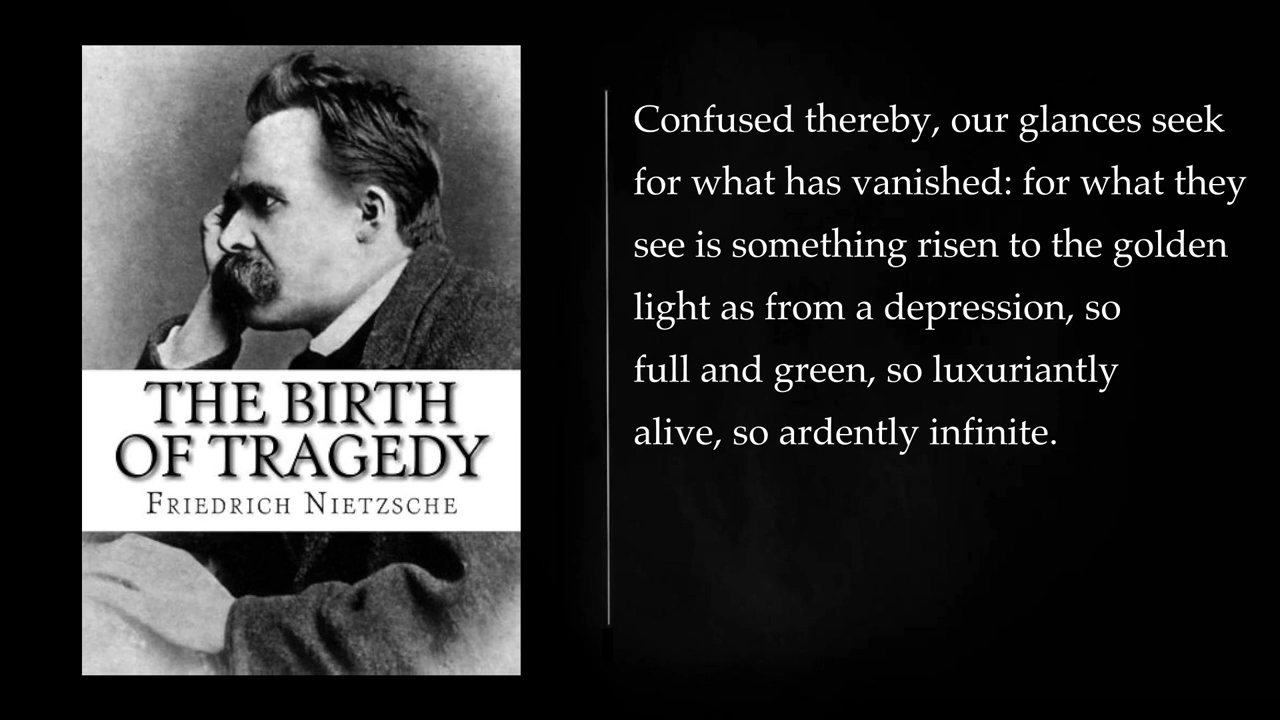 THE BIRTH
OF TRAGEDY
FRIEDRICH NIETZSCHE
Confused thereby, our glances seek
for what has vanished: for what they
see is something risen to the golden
light as from a depression, so
full and green, so luxuriantly
alive, so ardently infinite.